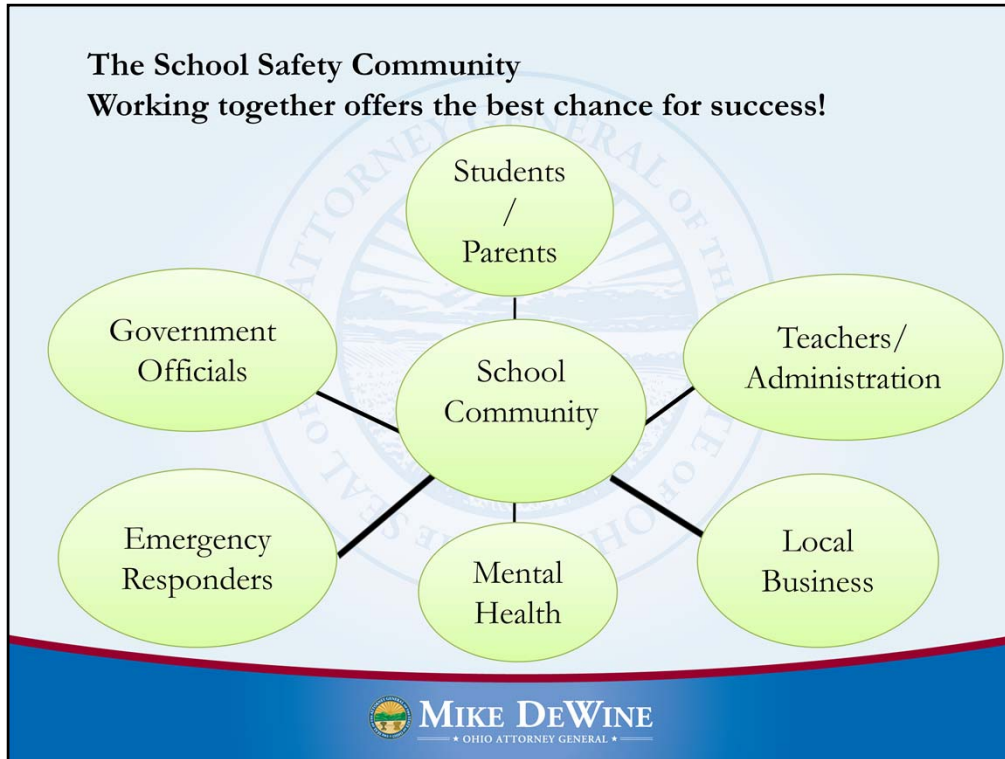 The School Safety Community
Working together offers the best chance for success!
Students
/
Parents
Government
Officials
School
Community
Teachers/
Administration
Emergency
Responders
Mental
Health
Local
Business
MIKE DEWINE
OHIO ATTORNEY GENERAL